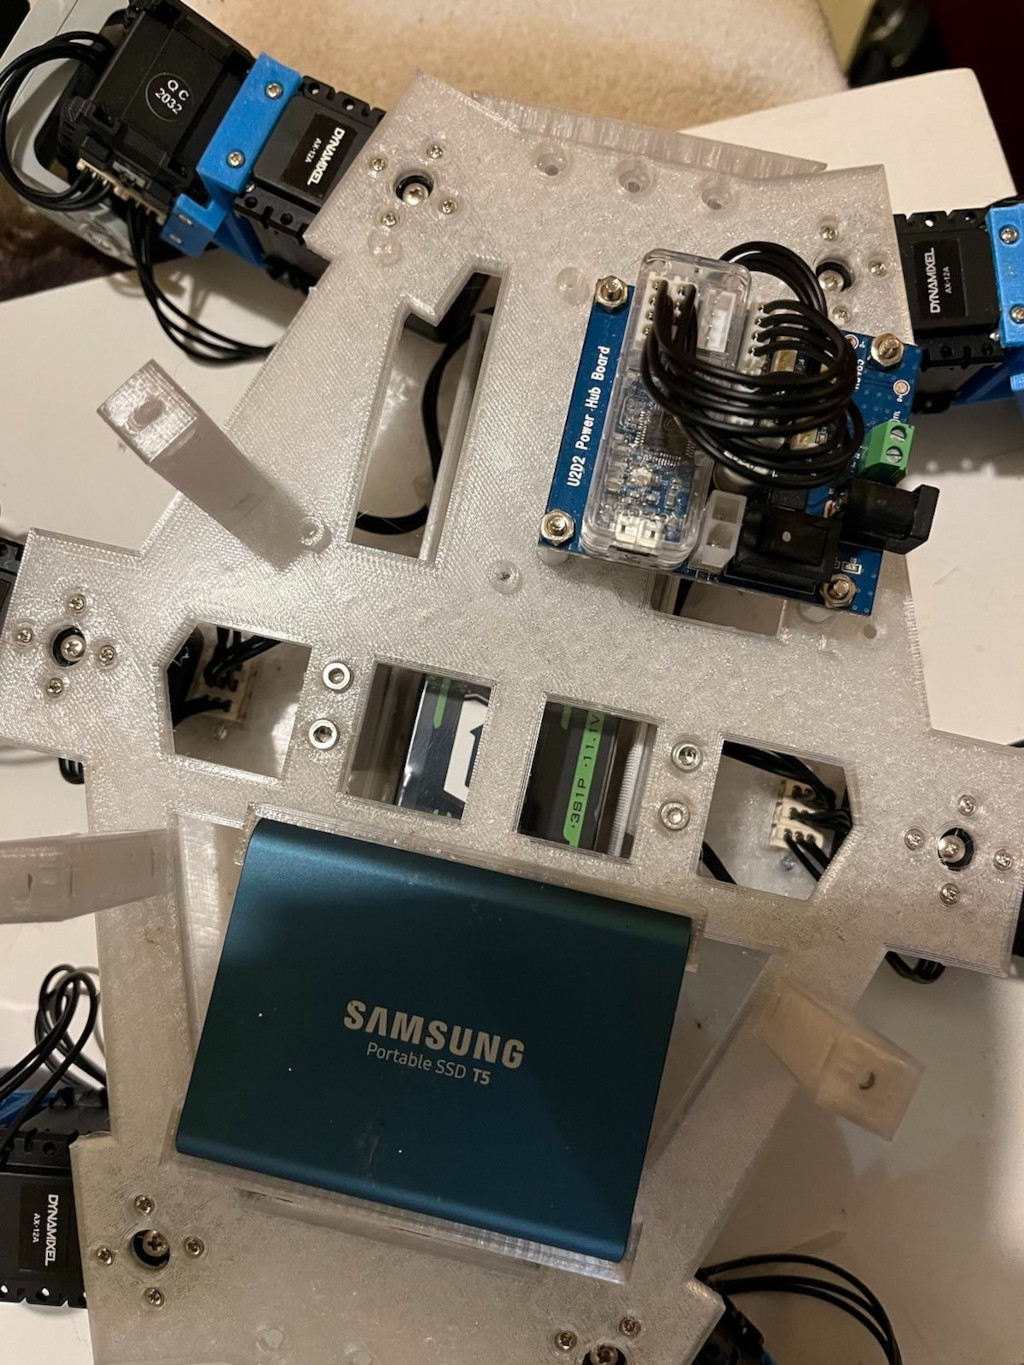 QC
2032
DYNAMIXEL
AX-12A
DYNAMIXEL
AX-12A
U2D2 Power Hub Board
·3S1P ·11.1V
SAMSUNG
Portable SSD T5
DYNAMIXEL
AX-12A